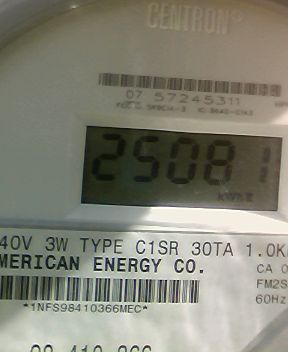 CENTRON®
07 57245311
25081
KWH
40V 3W TYPE C1SR 30TA 1.0K
MERICAN ENERGY CO.
CA 0
FM2S
60Hz
*1NFS98410366MEC*